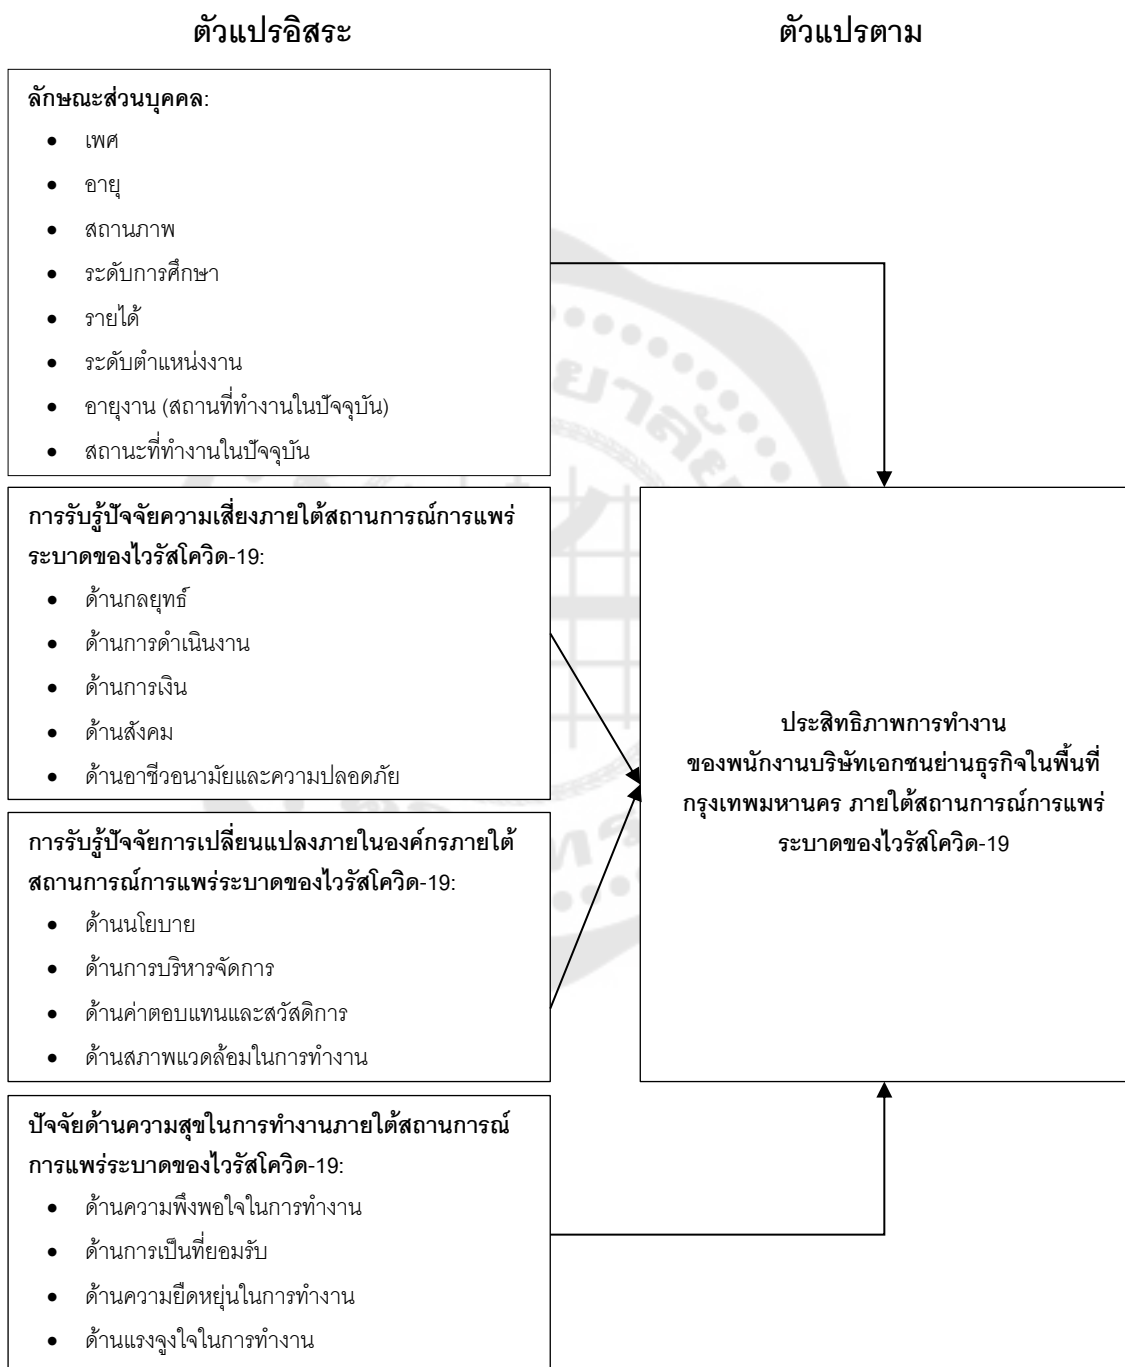 ตัวแปรอิสระ
ตัวแปรตาม
ลักษณะส่วนบุคคล:
• เพศ
• อายุ
• สถานภาพ
• ระดับการศึกษา
• รายได้
• ระดับตำแหน่งงาน
• อายุงาน (สถานที่ทำงานในปัจจุบัน)
• สถานะที่ทำงานในปัจจุบัน
การรับรู้ปัจจัยความเสี่ยงภายใต้สถานการณ์การแพร่
ระบาดของไวรัสโควิด-19:
• ด้านกลยุทธ์
• ด้านการดำเนินงาน
• ด้านการเงิน
• ด้านสังคม
• ด้านอาชีวอนามัยและความปลอดภัย
การรับรู้ปัจจัยการเปลี่ยนแปลงภายในองค์กรภายใต้
สถานการณ์การแพร่ระบาดของไวรัสโควิด-19:
• ด้านนโยบาย
• ด้านการบริหารจัดการ
• ด้านค่าตอบแทนและสวัสดิการ
• ด้านสภาพแวดล้อมในการทำงาน
ปัจจัยด้านความสุขในการทำงานภายใต้สถานการณ์
การแพร่ระบาดของไวรัสโควิด-19:
• ด้านความพึงพอใจในการทำงาน
• ด้านการเป็นที่ยอมรับ
• ด้านความยืดหยุ่นในการทำงาน
• ด้านแรงจูงใจในการทำงาน
ประสิทธิภาพการทำงาน
ของพนักงานบริษัทเอกชนย่านธุรกิจในพื้นที่
กรุงเทพมหานคร ภายใต้สถานการณ์การแพร่
ระบาดของไวรัสโควิด-19